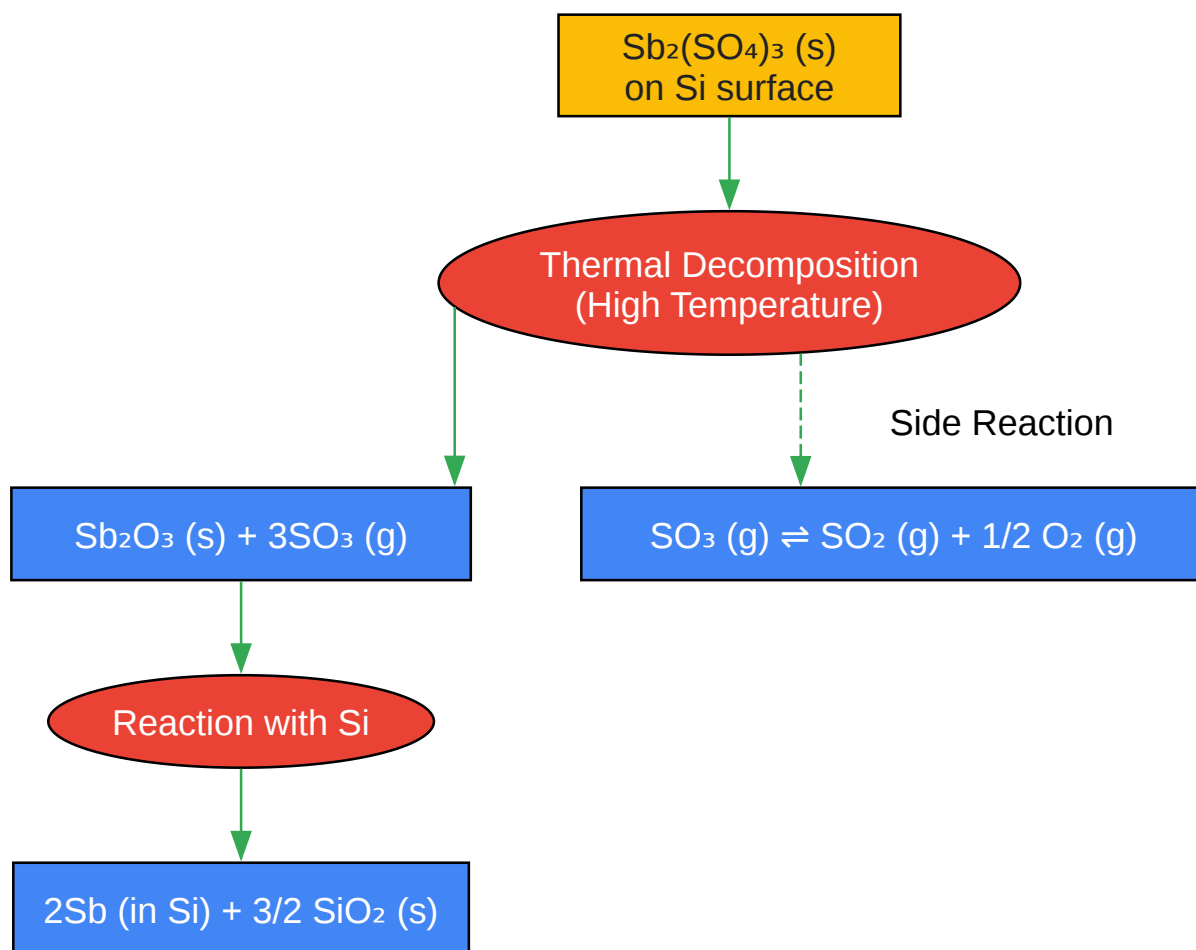 Sb₂(SO₄)₃ (s)
on Si surface
Thermal Decomposition
(High Temperature)
Side Reaction
Sb₂O₃ (s) + 3SO₃ (g)
SO₃ (g) ⇌ SO₂ (g) + 1/2 O₂ (g)
Reaction with Si
2Sb (in Si) + 3/2 SiO₂ (s)